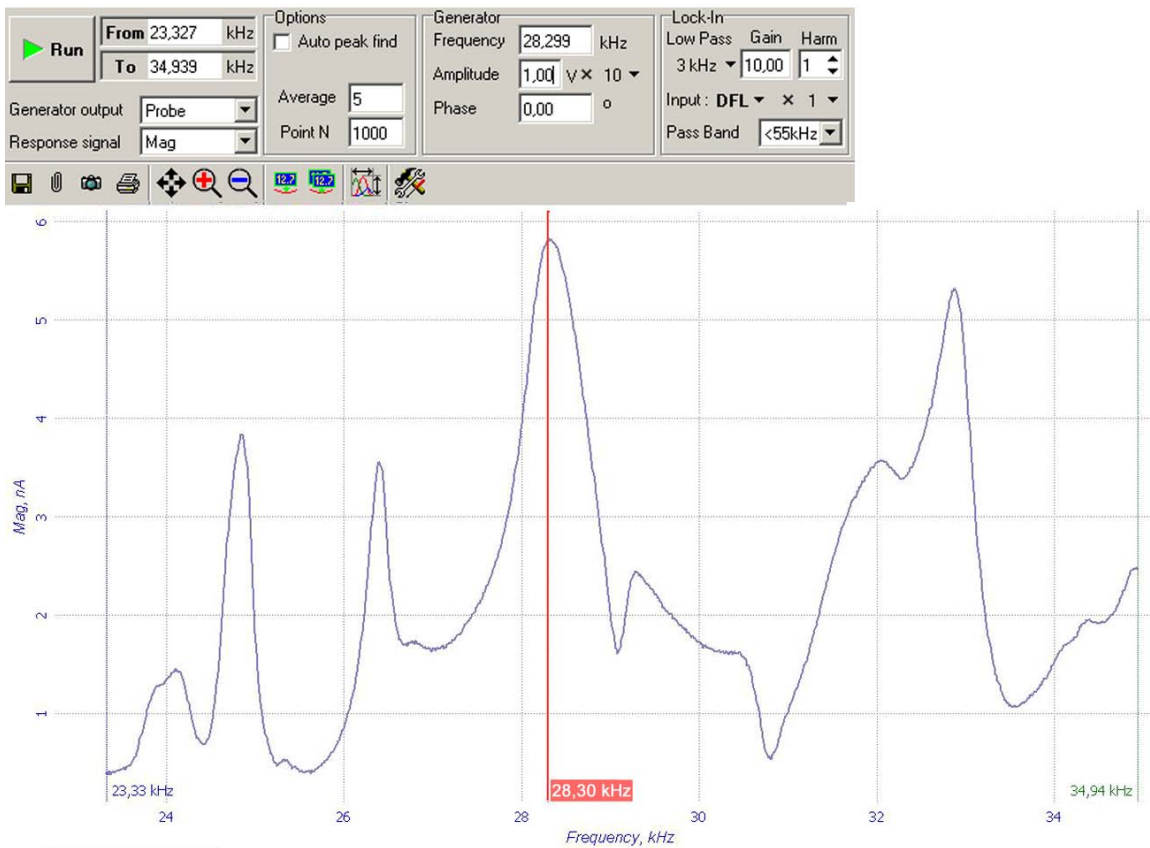 Run
From 23,327 kHz
To 34,939 kHz
Generator output Probe
Response signal Mag
Options
Auto peak find
Average 5
Point N 1000
Generator
Frequency 28,299 kHz
Amplitude 1,00 V × 10
Phase 0,00 °
Lock-In
Low Pass Gain Harm
3 kHz 10,00 1
Input : DFL × 1
Pass Band <55kHz
12.7 12.7
6
5
4
3
2
1
Mag, nA
23,33 kHz 28,30 kHz 34,94 kHz
24 26 28 30 32 34
Frequency, kHz